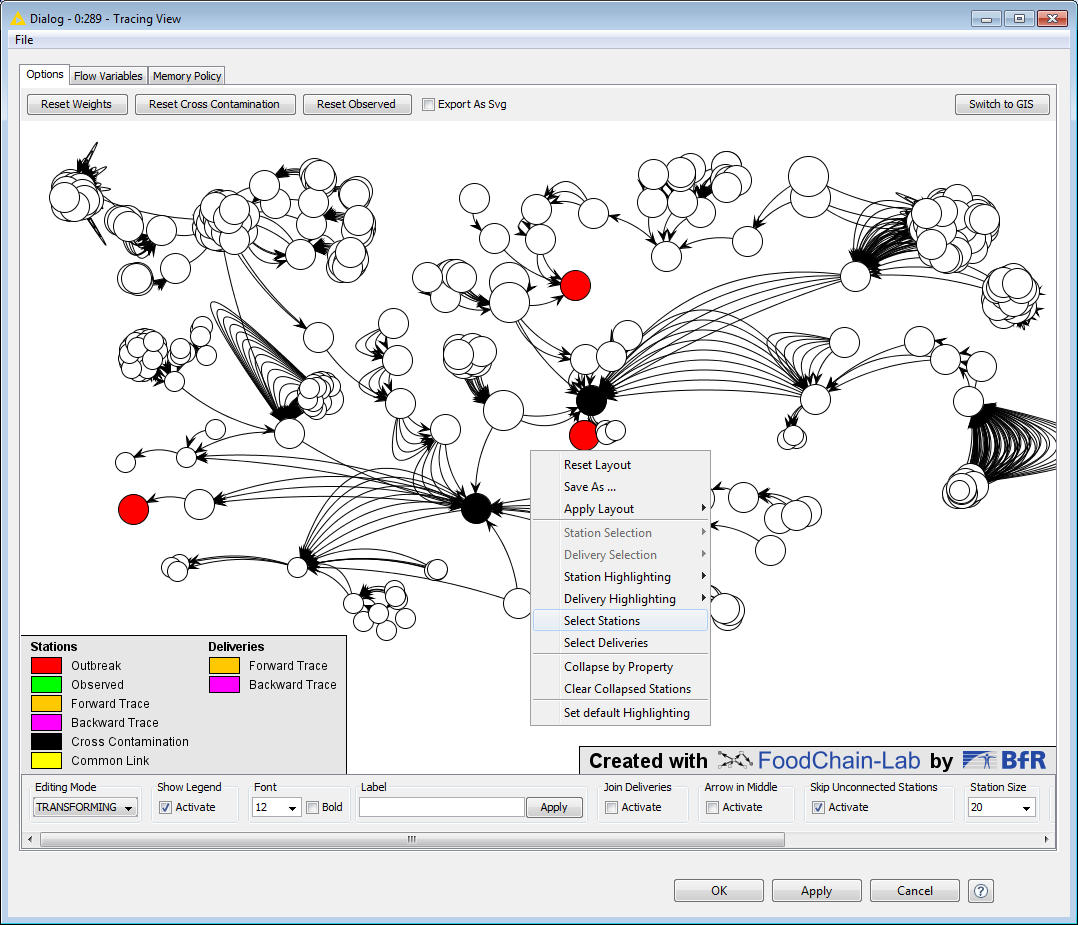 Dialog - 0:289 - Tracing View
File
Options Flow Variables Memory Policy
Reset Weights Reset Cross Contamination Reset Observed Export As Svg Switch to GIS
Reset Layout
Save As ...
Apply Layout
Station Selection
Delivery Selection
Station Highlighting
Delivery Highlighting
Select Stations
Select Deliveries
Collapse by Property
Clear Collapsed Stations
Set default Highlighting
Stations Deliveries
Outbreak Forward Trace
Observed Backward Trace
Forward Trace
Backward Trace
Cross Contamination
Common Link
Created with FoodChain-Lab by BfR
Editing Mode Show Legend Font Label Join Deliveries Arrow in Middle Skip Unconnected Stations Station Size
TRANSFORMING Activate 12 Bold Apply Activate Activate Activate 20
OK Apply Cancel ?